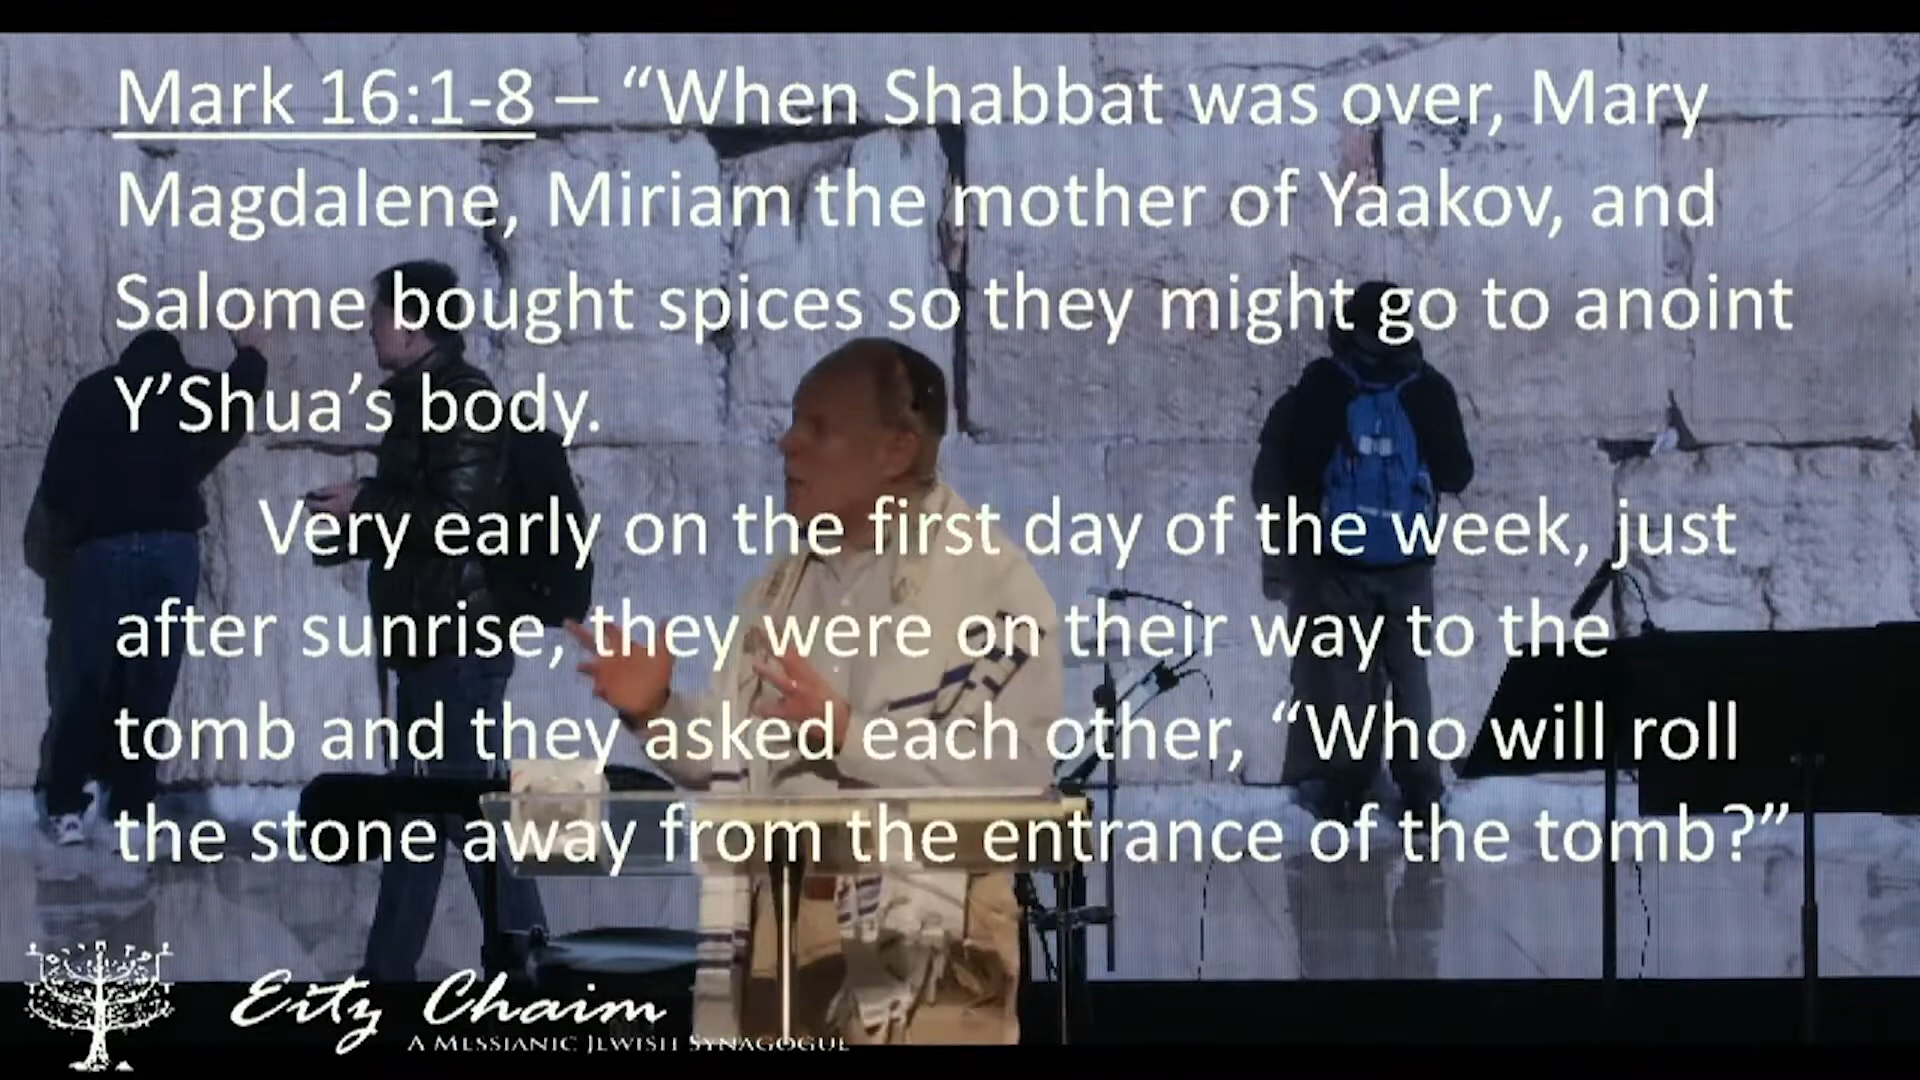 Mark 16:1-8 – “When Shabbat was over, Mary
Magdalene, Miriam the mother of Yaakov, and
Salome bought spices so they might go to anoint
Y’Shua’s body.
Very early on the first day of the week, just
after sunrise, they were on their way to the
tomb and they asked each other, “Who will roll
the stone away from the entrance of the tomb?”
Eitz Chaim
A MESSIANIC JEWISH SYNAGOGUE